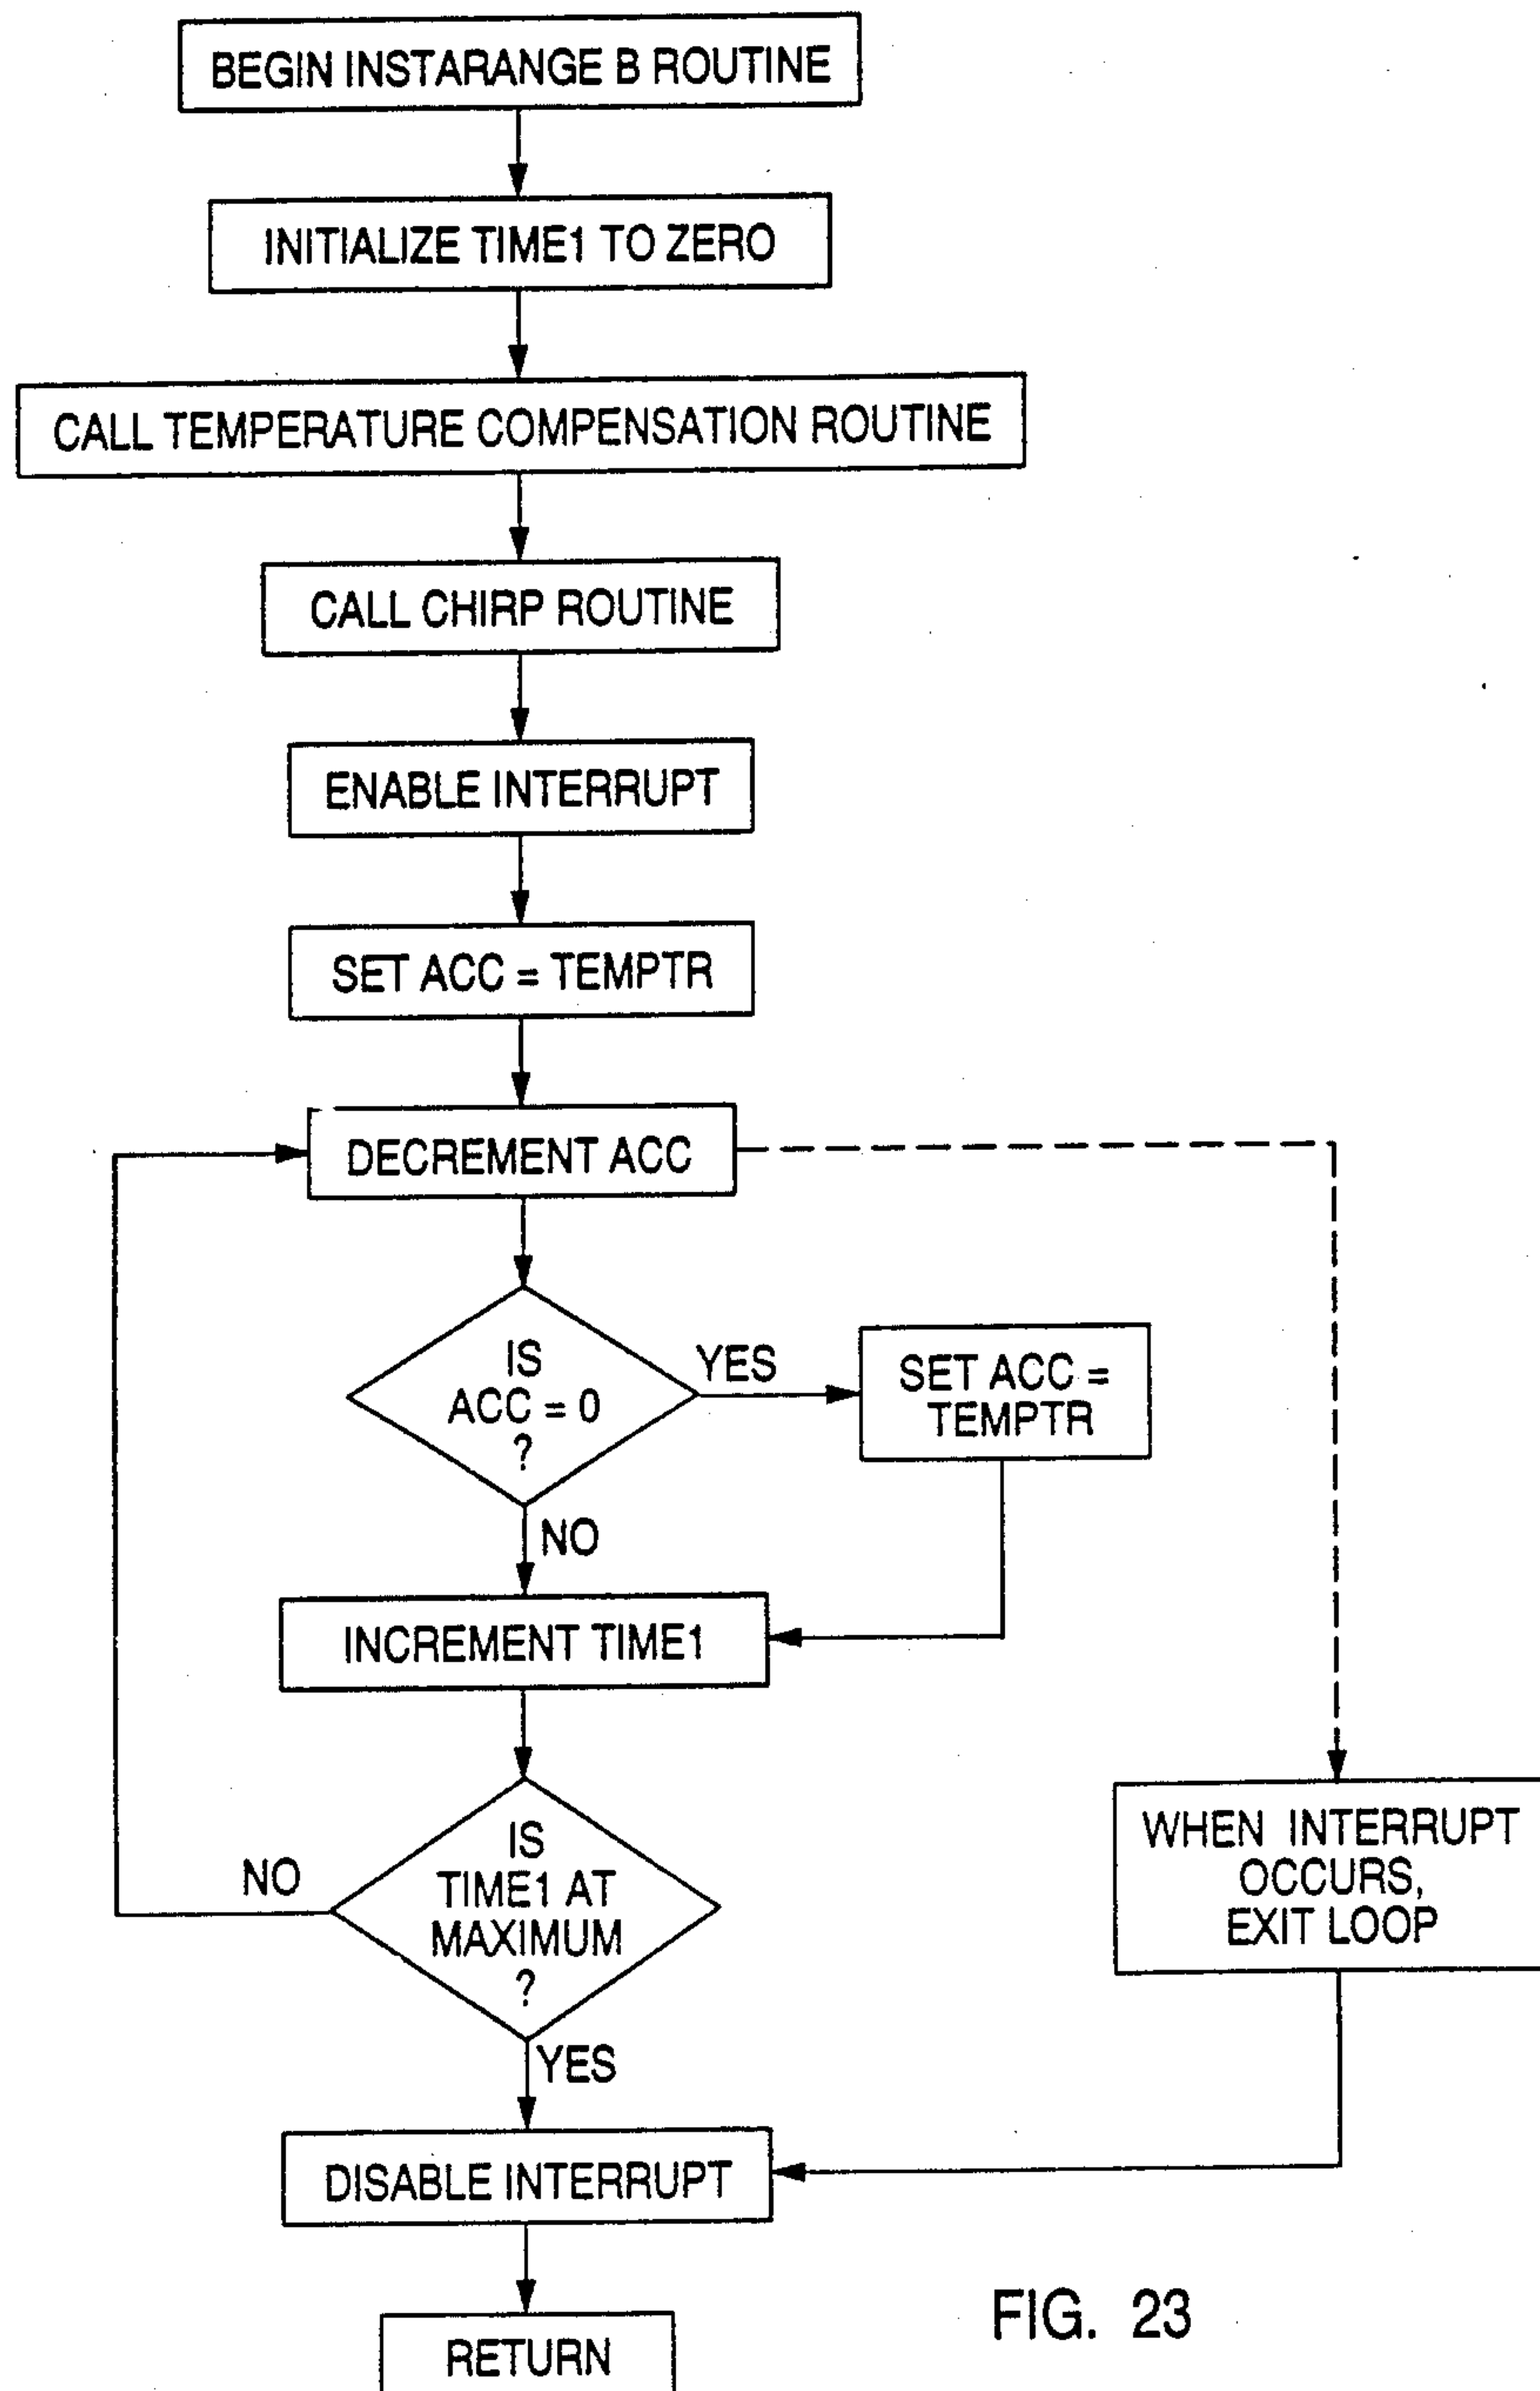 BEGIN INSTARANGE B ROUTINE
INITIALIZE TIME1 TO ZERO
CALL TEMPERATURE COMPENSATION ROUTINE
CALL CHIRP ROUTINE
ENABLE INTERRUPT
SET ACC = TEMPTR
DECREMENT ACC
IS
ACC = 0
?
YES
SET ACC =
TEMPTR
NO
INCREMENT TIME1
IS
TIME1 AT
MAXIMUM
?
NO
YES
WHEN INTERRUPT
OCCURS,
EXIT LOOP
DISABLE INTERRUPT
RETURN
FIG. 23